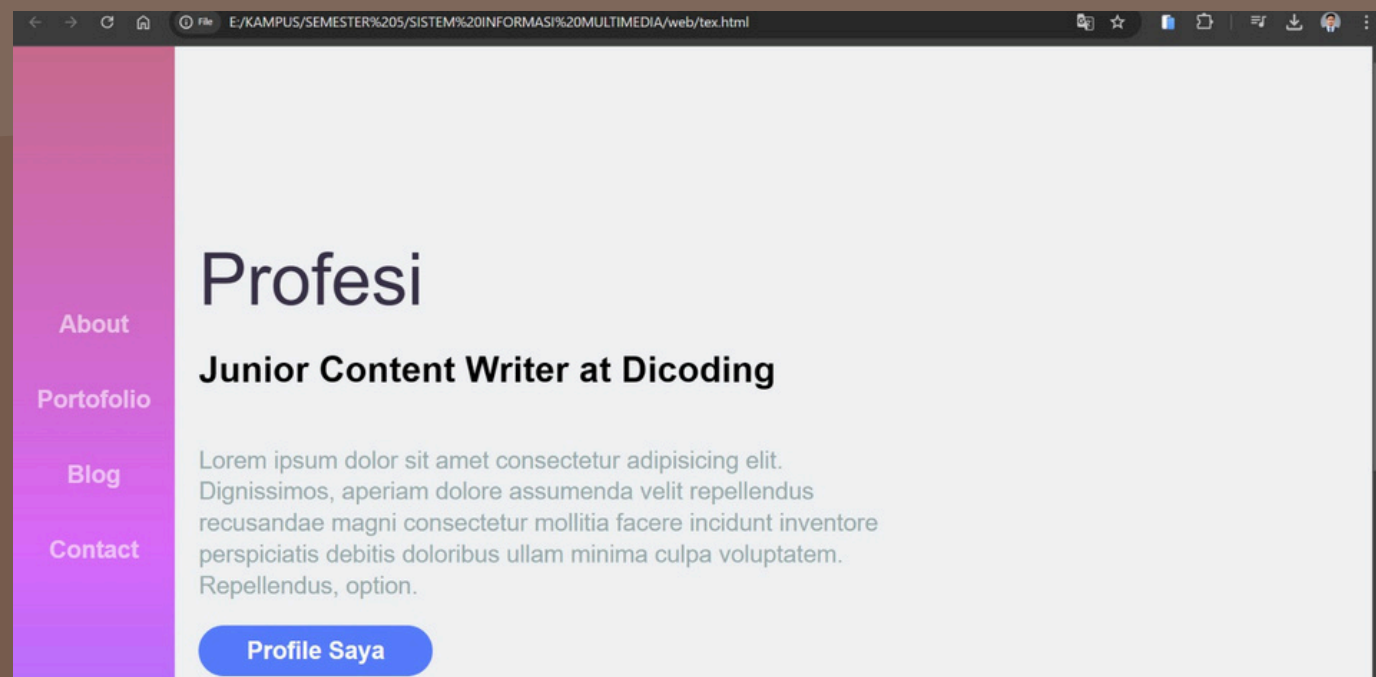 File E:/KAMPUS/SEMESTER%205/SISTEM%20INFORMASI%20MULTIMEDIA/web/tex.html
About
Portofolio
Blog
Contact
Profesi
Junior Content Writer at Dicoding
Lorem ipsum dolor sit amet consectetur adipisicing elit.
Dignissimos, aperiam dolore assumenda velit repellendus
recusandae magni consectetur mollitia facere incidunt inventore
perspiciatis debitis doloribus ullam minima culpa voluptatem.
Repellendus, option.
Profile Saya